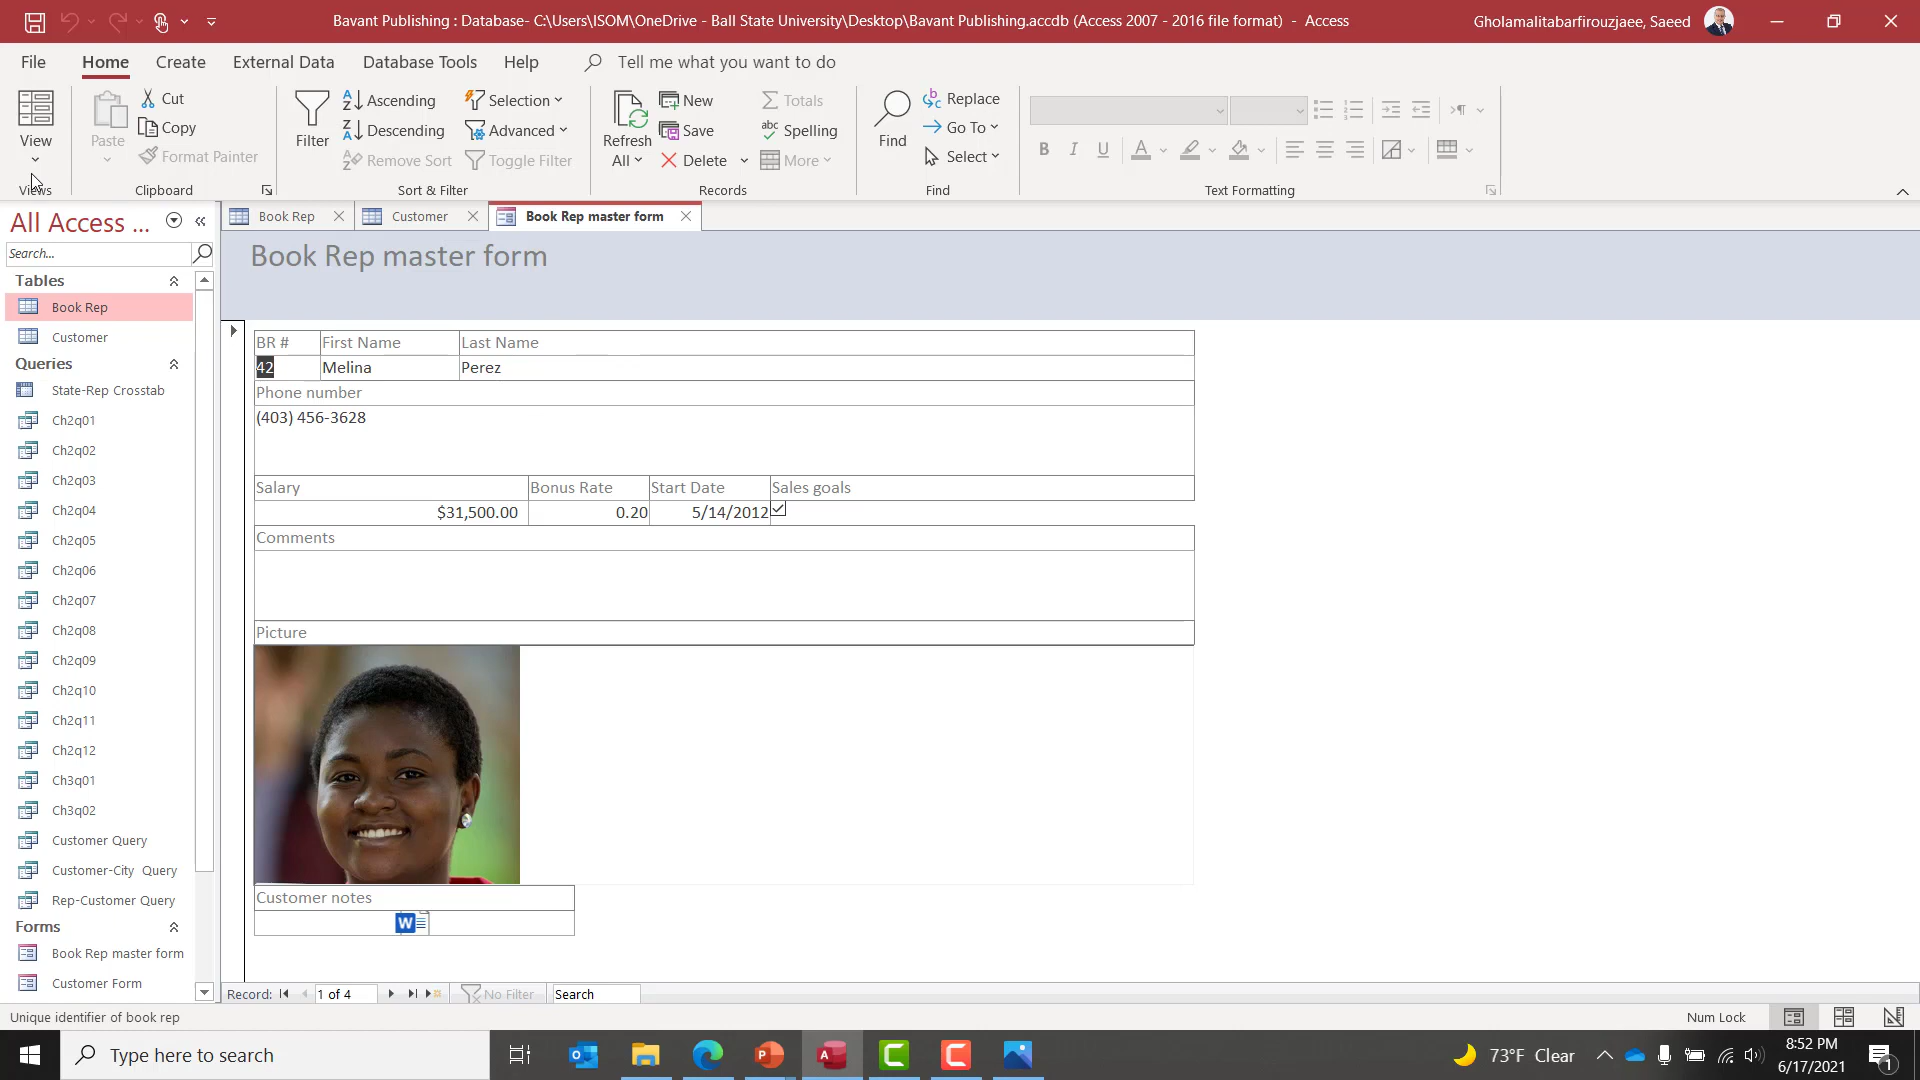 Bavant Publishing : Database- C:\Users\ISOM\OneDrive - Ball State University\Desktop\Bavant Publishing.accdb (Access 2007 - 2016 file format) - Access
Gholamalitabarfirouzjaee, Saeed
File Home Create External Data Database Tools Help Tell me what you want to do
View
Views
Paste
Cut
Copy
Format Painter
Clipboard
Filter
Ascending
Descending
Remove Sort
Selection
Advanced
Toggle Filter
Sort & Filter
Refresh
All
New
Save
Delete
Totals
Spelling
More
Records
Find
Replace
Go To
Select
Find
B I U
Text Formatting
All Access ...
Search...
Tables
Book Rep
Customer
Queries
State-Rep Crosstab
Ch2q01
Ch2q02
Ch2q03
Ch2q04
Ch2q05
Ch2q06
Ch2q07
Ch2q08
Ch2q09
Ch2q10
Ch2q11
Ch2q12
Ch3q01
Ch3q02
Customer Query
Customer-City Query
Rep-Customer Query
Forms
Book Rep master form
Customer Form
Book Rep Customer Book Rep master form
Book Rep master form
BR # First Name Last Name
42 Melina Perez
Phone number
(403) 456-3628
Salary Bonus Rate Start Date Sales goals
$31,500.00 0.20 5/14/2012
Comments
Picture
Customer notes
W
Record: 1 of 4 No Filter Search
Unique identifier of book rep
Num Lock
Type here to search
73°F Clear
8:52 PM
6/17/2021
1